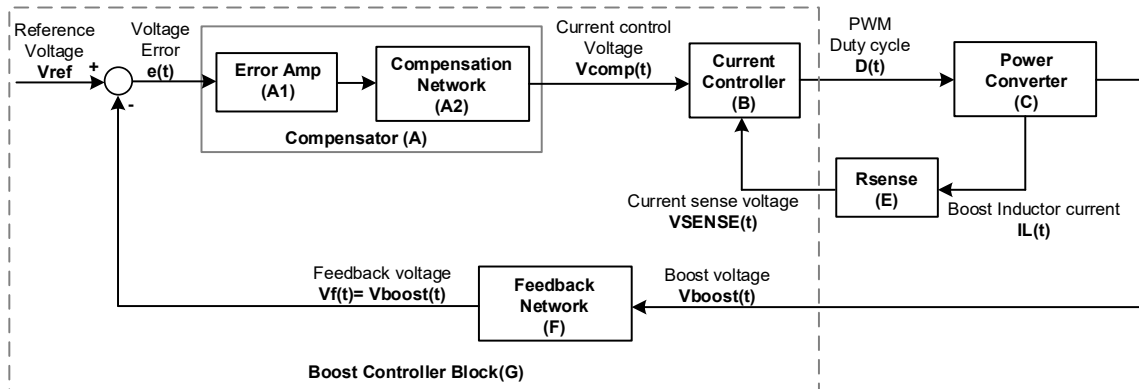 Reference
Voltage
Vref
+
-
Voltage
Error
e(t)
Error Amp
(A1)
Compensation
Network
(A2)
Compensator (A)
Current control
Voltage
Vcomp(t)
Current
Controller
(B)
PWM
Duty cycle
D(t)
Power
Converter
(C)
Rsense
(E)
Current sense voltage
VSENSE(t)
Boost Inductor current
IL(t)
Feedback voltage
Vf(t)= Vboost(t)
Feedback
Network
(F)
Boost voltage
Vboost(t)
Boost Controller Block(G)